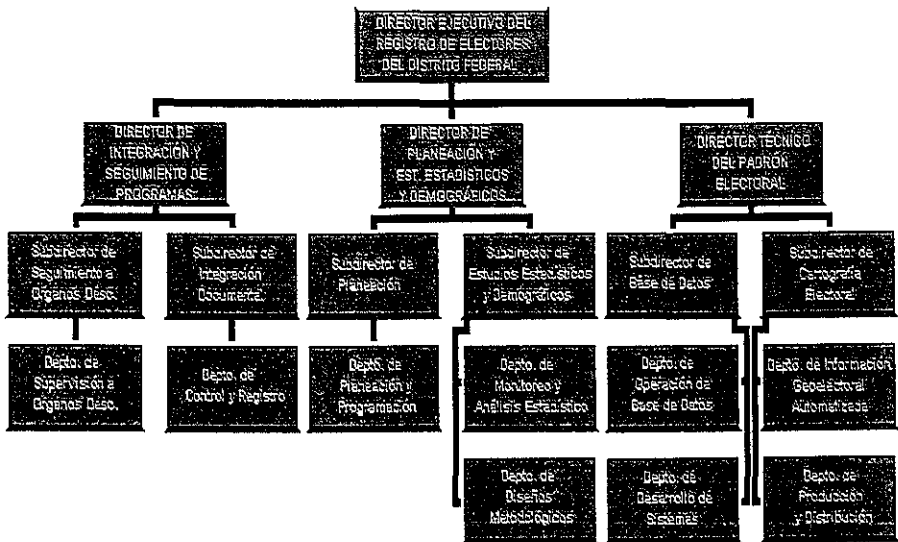 DIRECTOR EJECUTIVO DEL
REGISTRO DE ELECTORES
DEL DISTRITO FEDERAL
DIRECTOR DE
INTEGRACIÓN Y
SEGUIMIENTO DE
PROGRAMAS
DIRECTOR DE
PLANEACIÓN Y
EST. ESTADÍSTICOS
Y DEMOGRÁFICOS
DIRECTOR TÉCNICO
DEL PADRÓN
ELECTORAL
Subdirector de
Seguimiento a
Órganos Desc.
Subdirector de
Integración
Documental
Subdirector de
Planeación
Subdirector de
Estudios Estadísticos
y Demográficos
Subdirector de
Base de Datos
Subdirector de
Cartografía
Electoral
Depto. de
Supervisión a
Órganos Desc.
Depto. de
Control y Registro
Depto. de
Planeación y
Programación
Depto. de
Monitoreo y
Análisis Estadístico
Depto. de
Operación de
Base de Datos
Depto. de Información
Geoelectoral
Automatizada
Depto. de
Diseños
Metodológicos
Depto. de
Desarrollo de
Sistemas
Depto. de
Producción
y Distribución